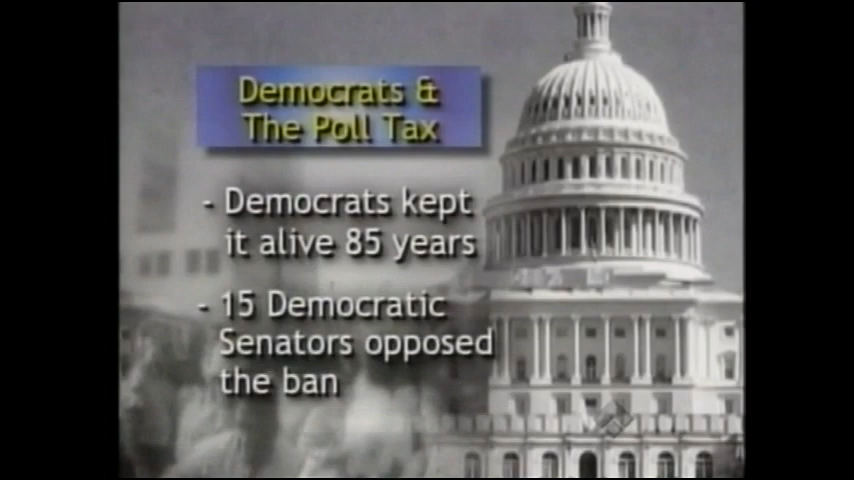 Democrats &
The Poll Tax
- Democrats kept
it alive 85 years
- 15 Democratic
Senators opposed
the ban